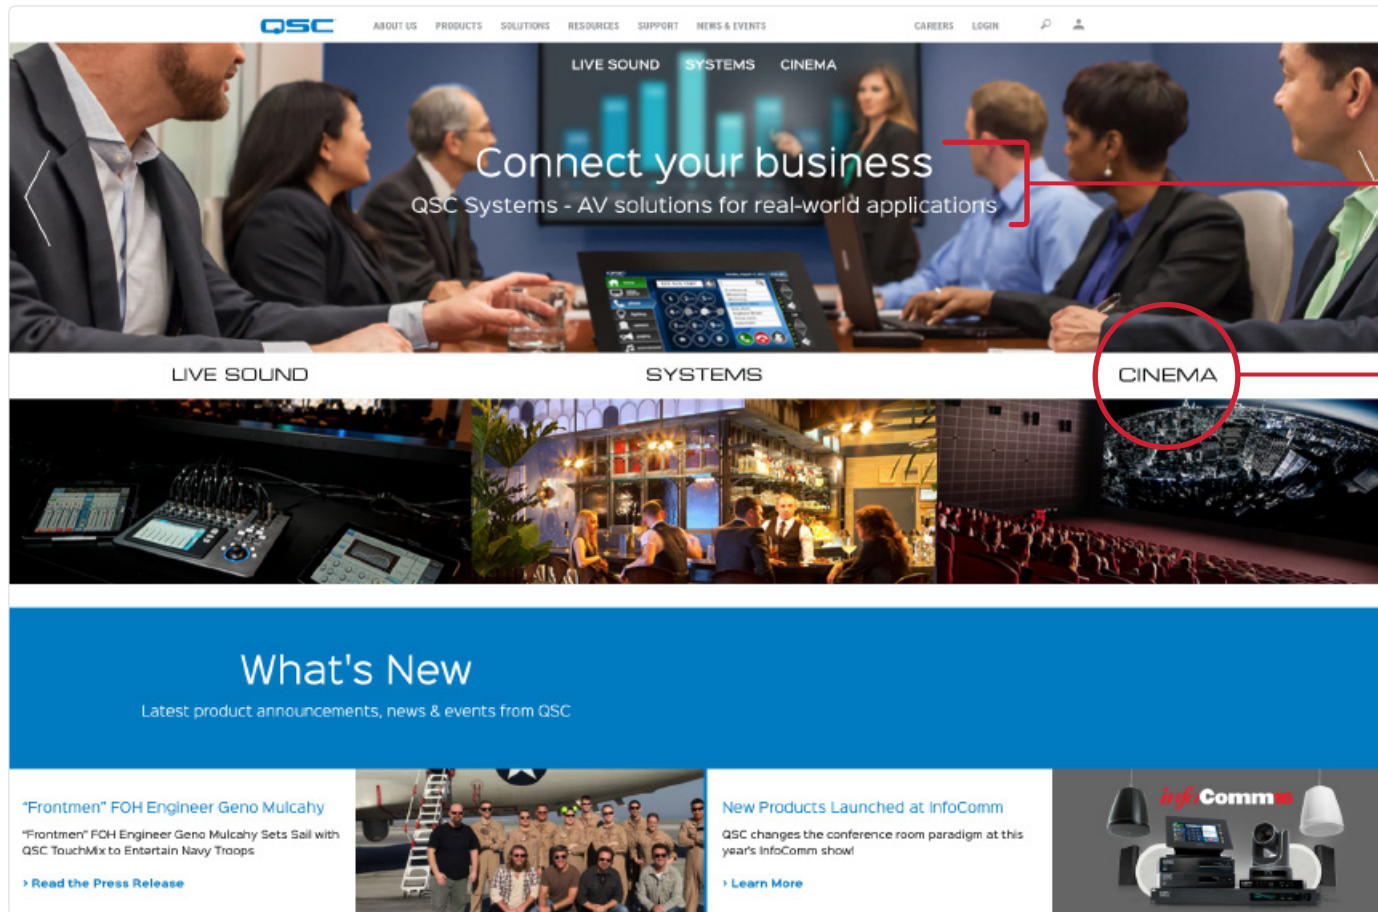 QSC
ABOUT US PRODUCTS SOLUTIONS RESOURCES SUPPORT NEWS & EVENTS CAREERS LOGIN
LIVE SOUND SYSTEMS CINEMA
Connect your business
QSC Systems - AV solutions for real-world applications
LIVE SOUND SYSTEMS CINEMA
What's New
Latest product announcements, news & events from QSC
"Frontmen" FOH Engineer Geno Mulcahy
"Frontmen" FOH Engineer Geno Mulcahy Sets Sail with
QSC TouchMix to Entertain Navy Troops
› Read the Press Release
New Products Launched at InfoComm
QSC changes the conference room paradigm at this
year's InfoComm show!
› Learn More
infoComm16